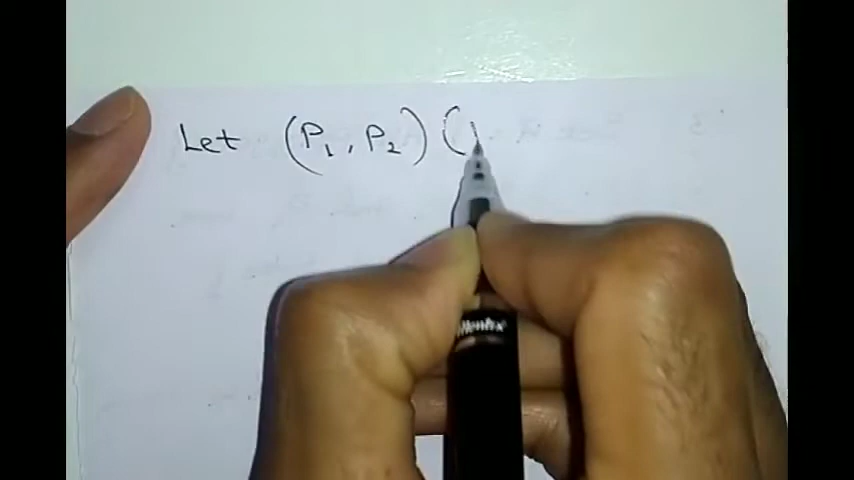 Let (P₁, P₂) (